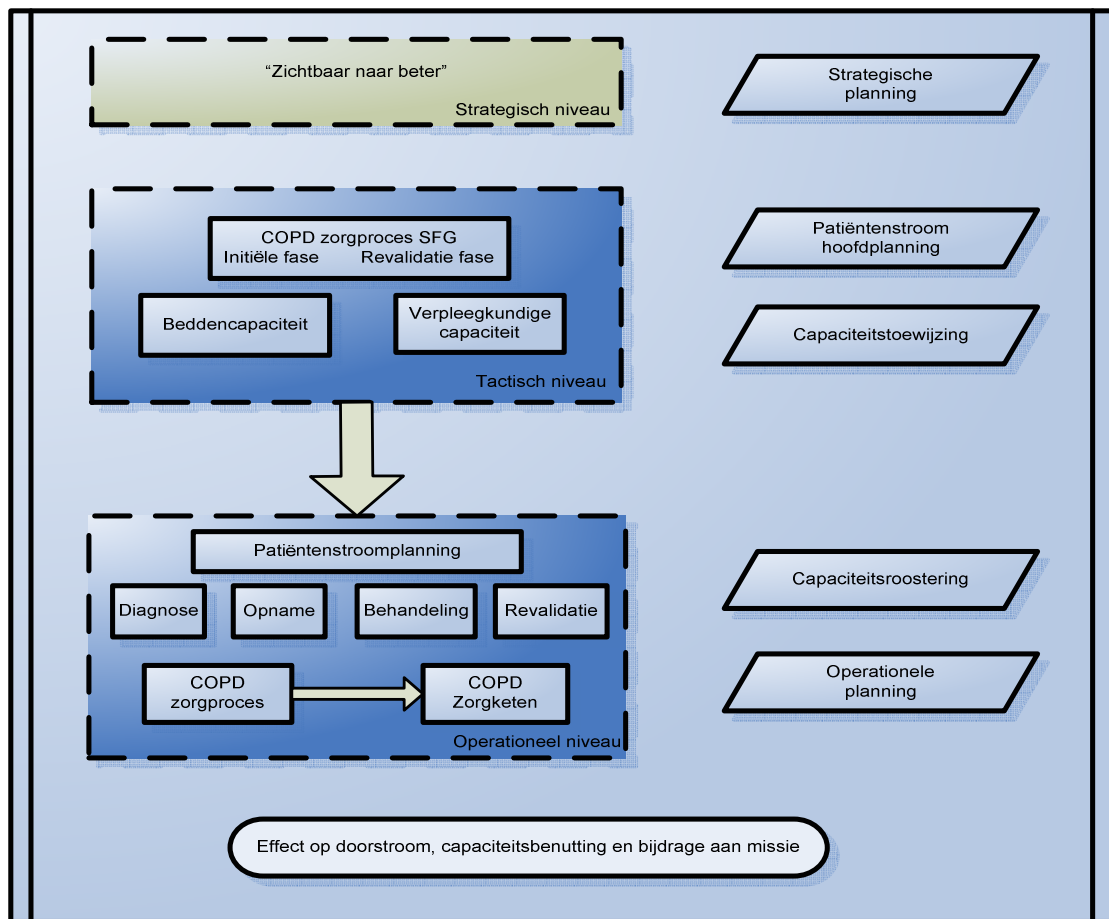 “Zichtbaar naar beter”
Strategisch niveau
Strategische
planning
COPD zorgproces SFG
Initiële fase Revalidatie fase
Beddencapaciteit
Verpleegkundige
capaciteit
Tactisch niveau
Patiëntenstroom
hoofdplanning
Capaciteitstoewijzing
Patiëntenstroomplanning
Diagnose
Opname
Behandeling
Revalidatie
COPD
zorgproces
COPD
Zorgketen
Operationeel niveau
Capaciteitsroostering
Operationele
planning
Effect op doorstroom, capaciteitsbenutting en bijdrage aan missie